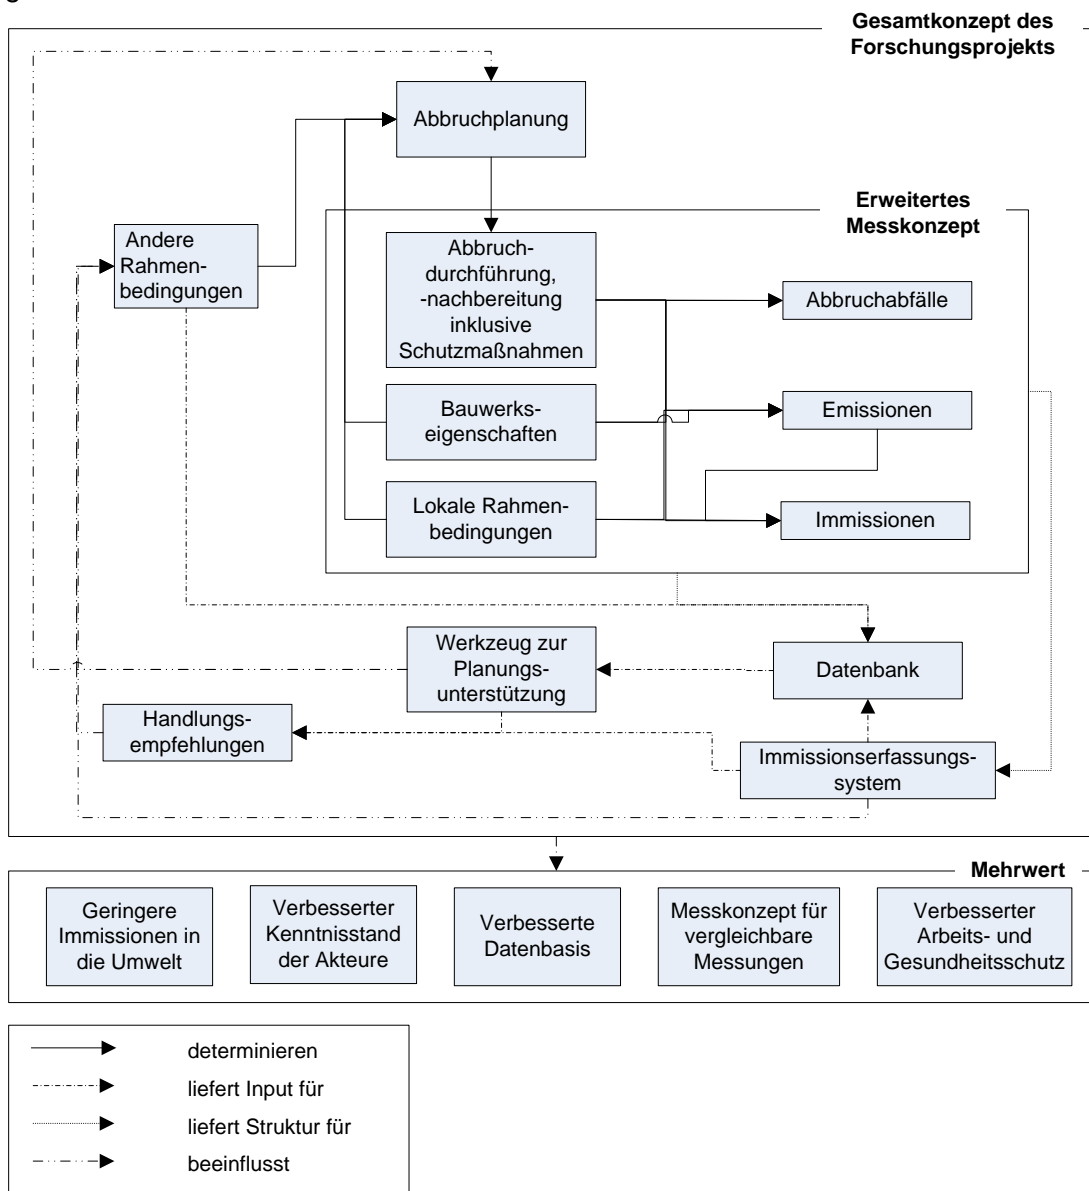 g
Gesamtkonzept des
Forschungsprojekts
Abbruchplanung
Erweitertes
Messkonzept
Andere
Rahmen-
bedingungen
Abbruch-
durchführung,
-nachbereitung
inklusive
Schutzmaßnahmen
Abbruchabfälle
Bauwerks-
eigenschaften
Emissionen
Lokale Rahmen-
bedingungen
Immissionen
Werkzeug zur
Planungs-
unterstützung
Datenbank
Handlungs-
empfehlungen
Immissionserfassungs-
system
Mehrwert
Geringere
Immissionen in
die Umwelt
Verbesserter
Kenntnisstand
der Akteure
Verbesserte
Datenbasis
Messkonzept für
vergleichbare
Messungen
Verbesserter
Arbeits- und
Gesundheitsschutz
determinieren
liefert Input für
liefert Struktur für
beeinflusst